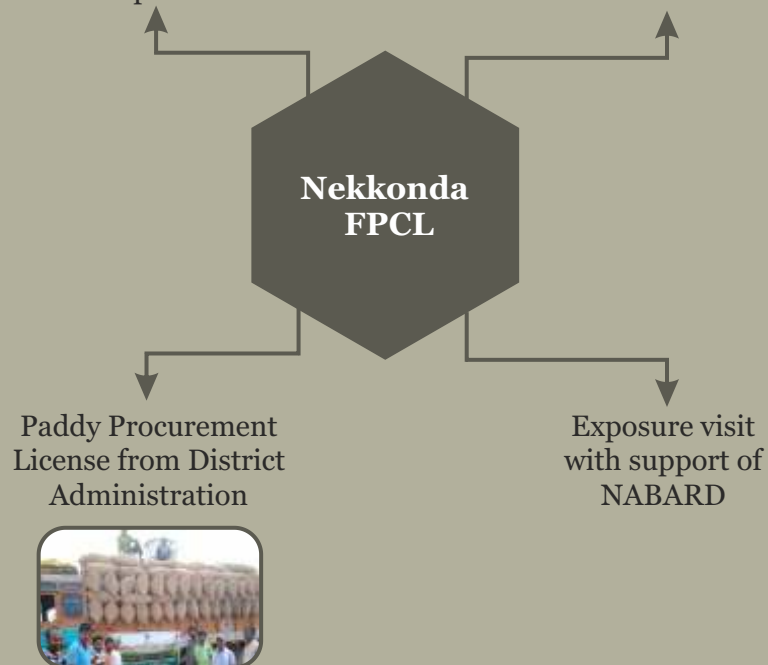 Nekkonda
FPCL
Paddy Procurement
License from District
Administration
Exposure visit
with support of
NABARD